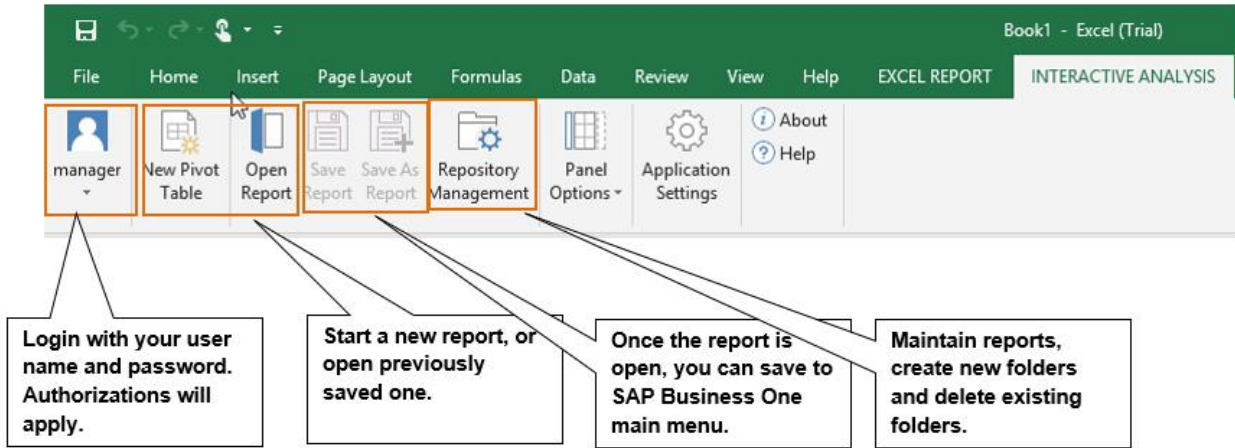 Book1 - Excel (Trial)
File Home Insert Page Layout Formulas Data Review View Help EXCEL REPORT INTERACTIVE ANALYSIS
manager
New Pivot
Table
Open
Report
Save
Report
Save As
Report
Repository
Management
Panel
Options
Application
Settings
About
Help
Login with your user
name and password.
Authorizations will
apply.
Start a new report, or
open previously
saved one.
Once the report is
open, you can save to
SAP Business One
main menu.
Maintain reports,
create new folders
and delete existing
folders.